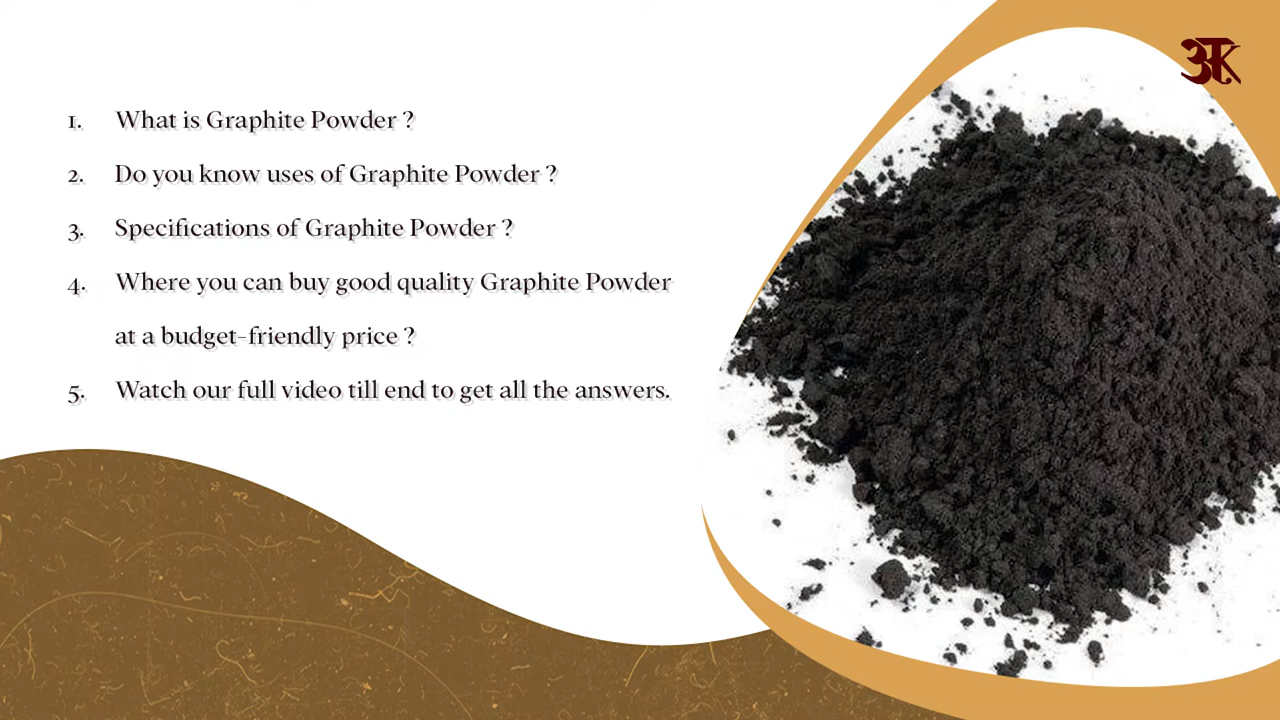 1. What is Graphite Powder ?
2. Do you know uses of Graphite Powder ?
3. Specifications of Graphite Powder ?
4. Where you can buy good quality Graphite Powder
at a budget-friendly price ?
5. Watch our full video till end to get all the answers.